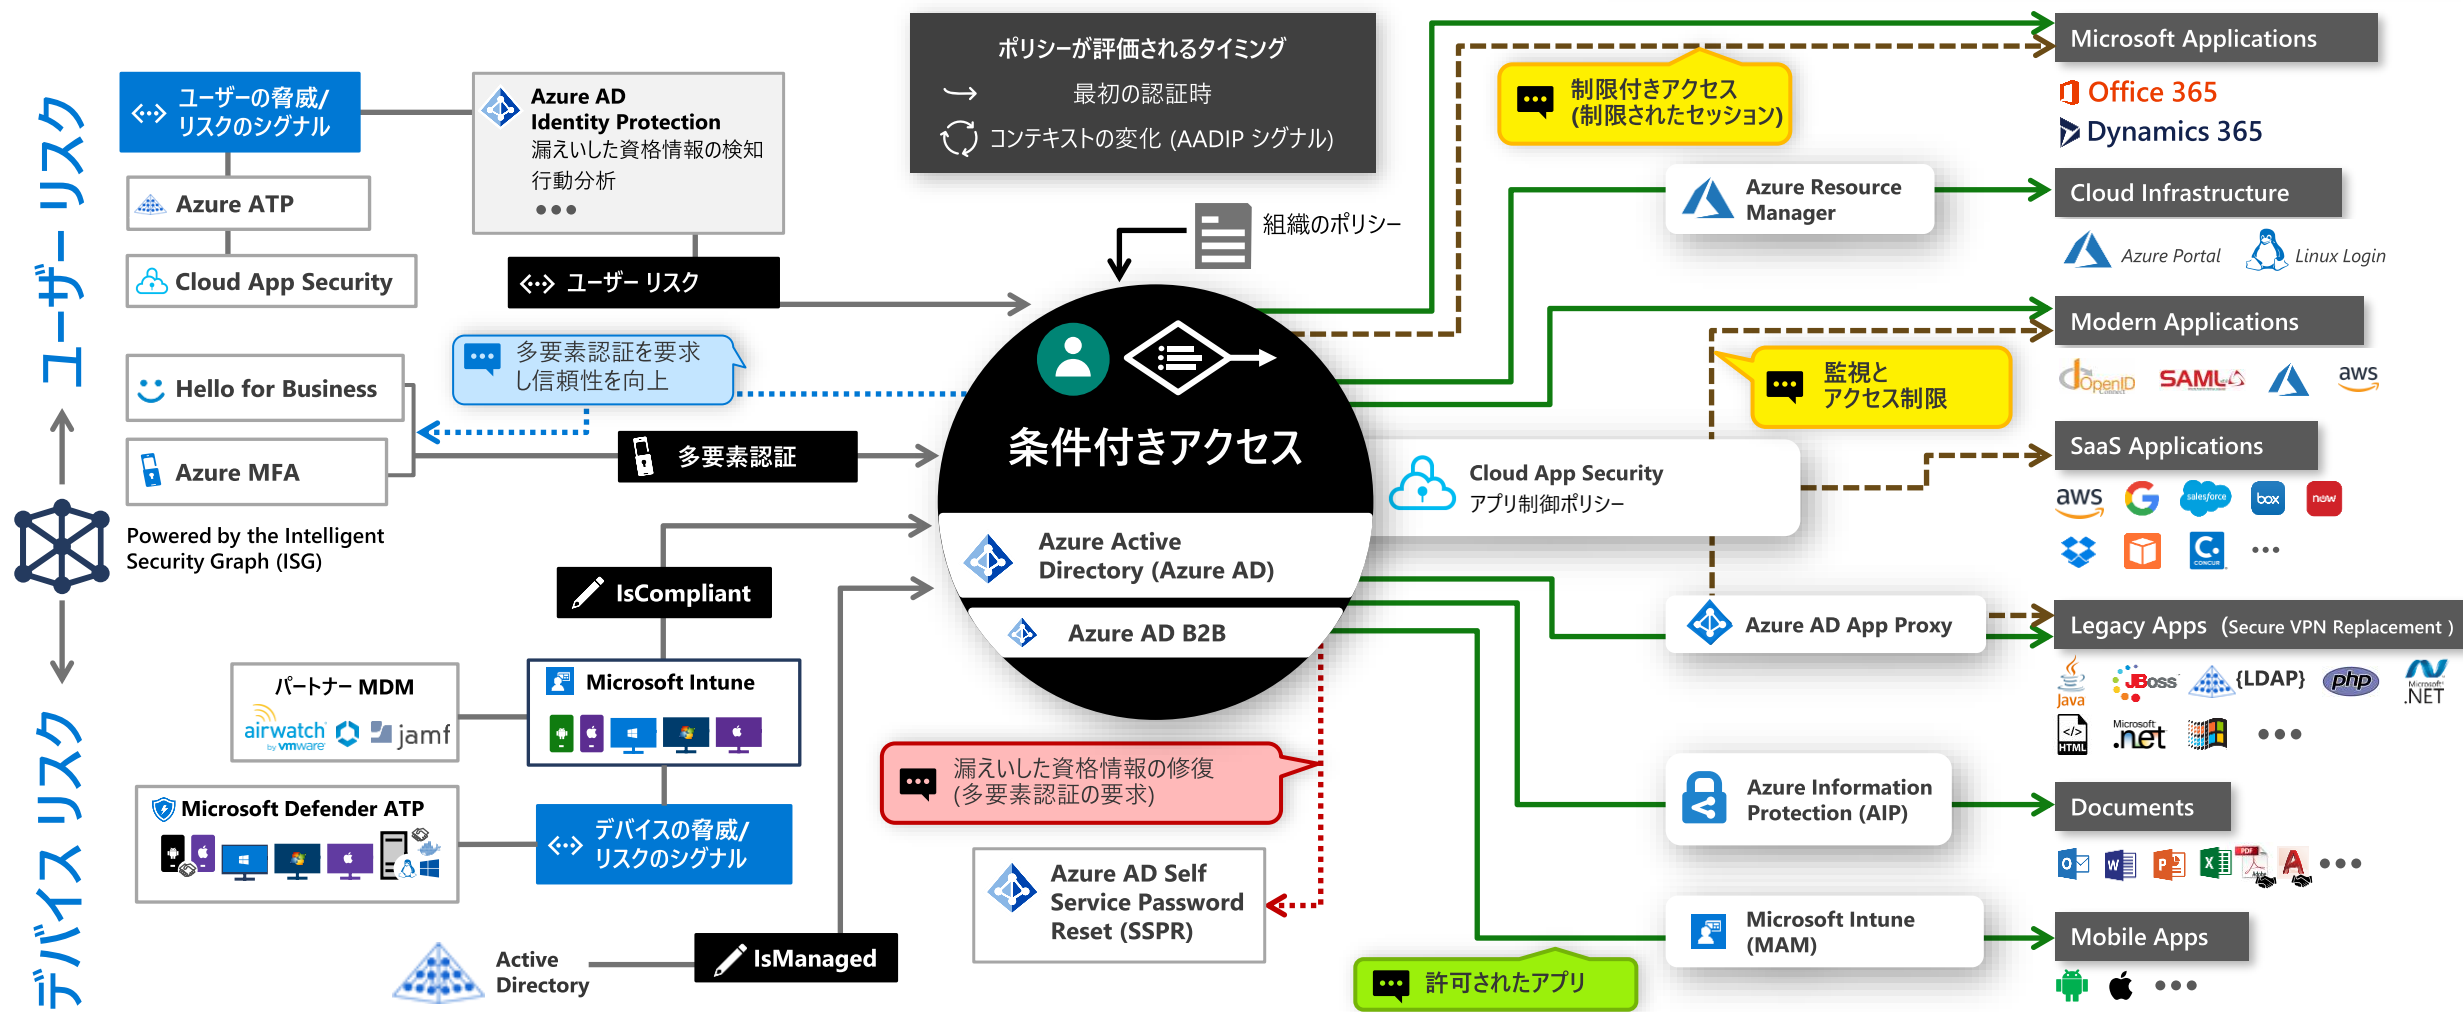 ユーザー リスク
デバイス リスク
ユーザーの脅威/
リスクのシグナル
Azure ATP
Cloud App Security
Azure AD
Identity Protection
漏えいした資格情報の検知
行動分析
ユーザー リスク
Hello for Business
Azure MFA
多要素認証を要求
し信頼性を向上
多要素認証
Powered by the Intelligent
Security Graph (ISG)
IsCompliant
パートナー MDM
airwatch
by vmware
jamf
Microsoft Intune
Microsoft Defender ATP
デバイスの脅威/
リスクのシグナル
Active
Directory
IsManaged
ポリシーが評価されるタイミング
最初の認証時
コンテキストの変化 (AADIP シグナル)
組織のポリシー
条件付きアクセス
Azure Active
Directory (Azure AD)
Azure AD B2B
漏えいした資格情報の修復
(多要素認証の要求)
Azure AD Self
Service Password
Reset (SSPR)
制限付きアクセス
(制限されたセッション)
Azure Resource
Manager
監視と
アクセス制限
Cloud App Security
アプリ制御ポリシー
Azure AD App Proxy
Azure Information
Protection (AIP)
Microsoft Intune
(MAM)
許可されたアプリ
Microsoft Applications
Office 365
Dynamics 365
Cloud Infrastructure
Azure Portal
Linux Login
Modern Applications
OpenID
SAML
aws
SaaS Applications
aws
salesforce
box
now
CONCUR
Legacy Apps (Secure VPN Replacement )
Java
JBoss
{LDAP}
php
Microsoft
.NET
</>
HTML
Microsoft
.net
Documents
PDF
Adobe
Mobile Apps